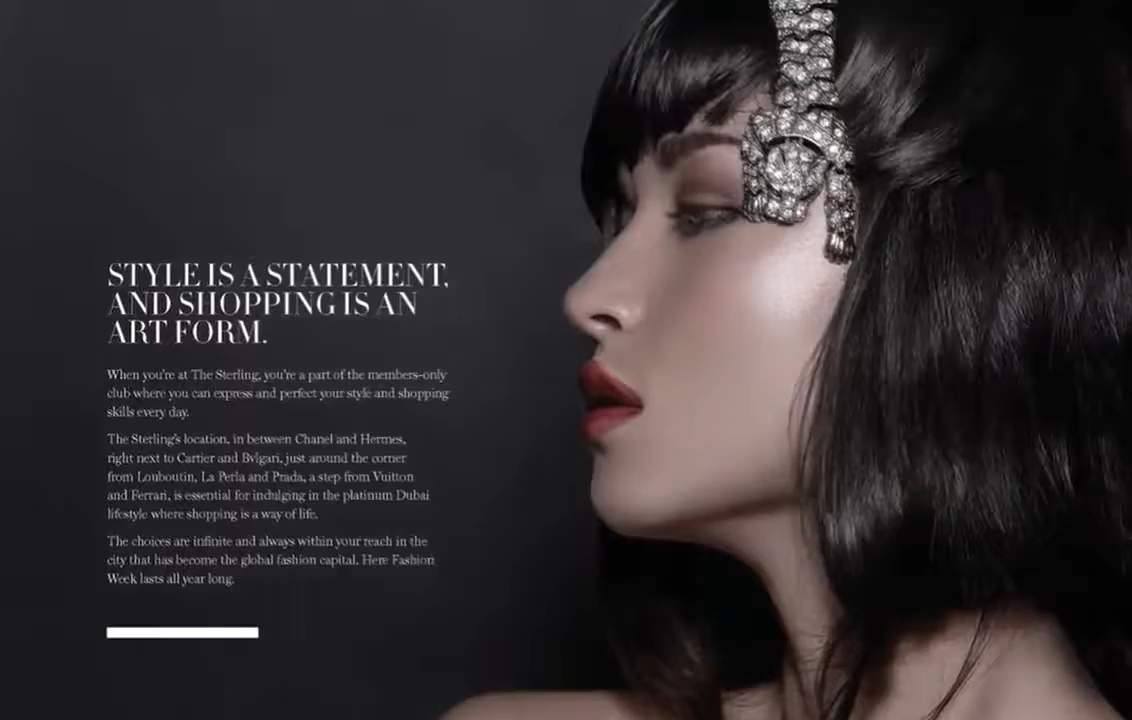 STYLE IS A STATEMENT,
AND SHOPPING IS AN
ART FORM.
When you're at The Sterling, you're a part of the members-only
club where you can express and perfect your style and shopping
skills every day.
The Sterling's location, in between Chanel and Hermes,
right next to Cartier and Bvlgari, just around the corner
from Louboutin, La Perla and Prada, a step from Vuitton
and Ferrari, is essential for indulging in the platinum Dubai
lifestyle where shopping is a way of life.
The choices are infinite and always within your reach in the
city that has become the global fashion capital. Here Fashion
Week lasts all year long.